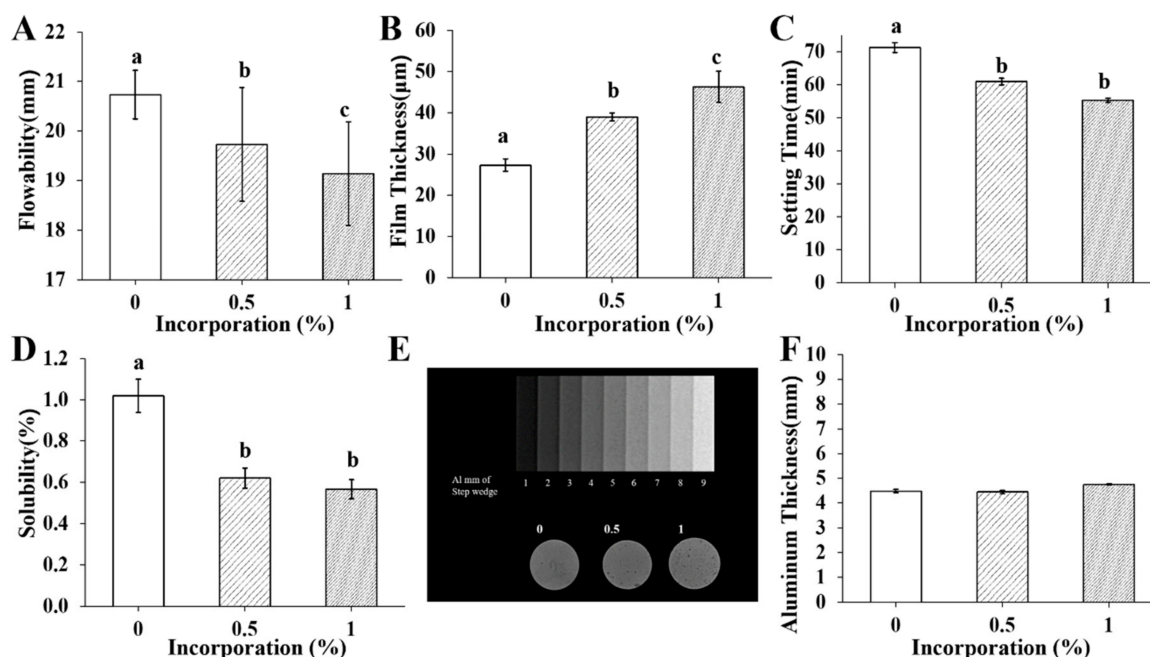 A
22
21
20
19
18
17
Flowability(mm)
a
b
c
0
0.5
1
Incorporation (%)
B
60
50
40
30
20
10
0
Film Thickness(μm)
a
b
c
0
0.5
1
Incorporation (%)
C
70
60
50
40
30
20
10
0
Setting Time(min)
a
b
b
0
0.5
1
Incorporation (%)
D
1.2
1.0
0.8
0.6
0.4
0.2
0.0
Solubility(%)
a
b
b
0
0.5
1
Incorporation (%)
E
Al mm of
Step wedge
1 2 3 4 5 6 7 8 9
0 0.5 1
F
10
9
8
7
6
5
4
3
2
1
0
Aluminum Thickness(mm)
0
0.5
1
Incorporation (%)